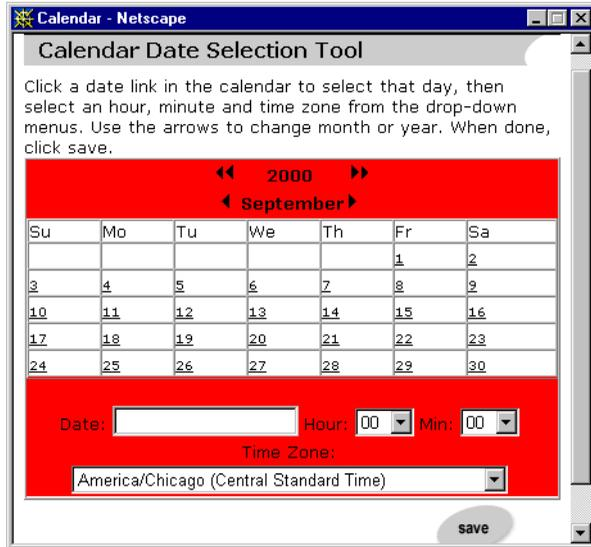 Calendar - Netscape
Calendar Date Selection Tool
Click a date link in the calendar to select that day, then
select an hour, minute and time zone from the drop-down
menus. Use the arrows to change month or year. When done,
click save.
2000
September
Su Mo Tu We Th Fr Sa
1 2
3 4 5 6 7 8 9
10 11 12 13 14 15 16
17 18 19 20 21 22 23
24 25 26 27 28 29 30
Date: Hour: 00 Min: 00
Time Zone:
America/Chicago (Central Standard Time)
save